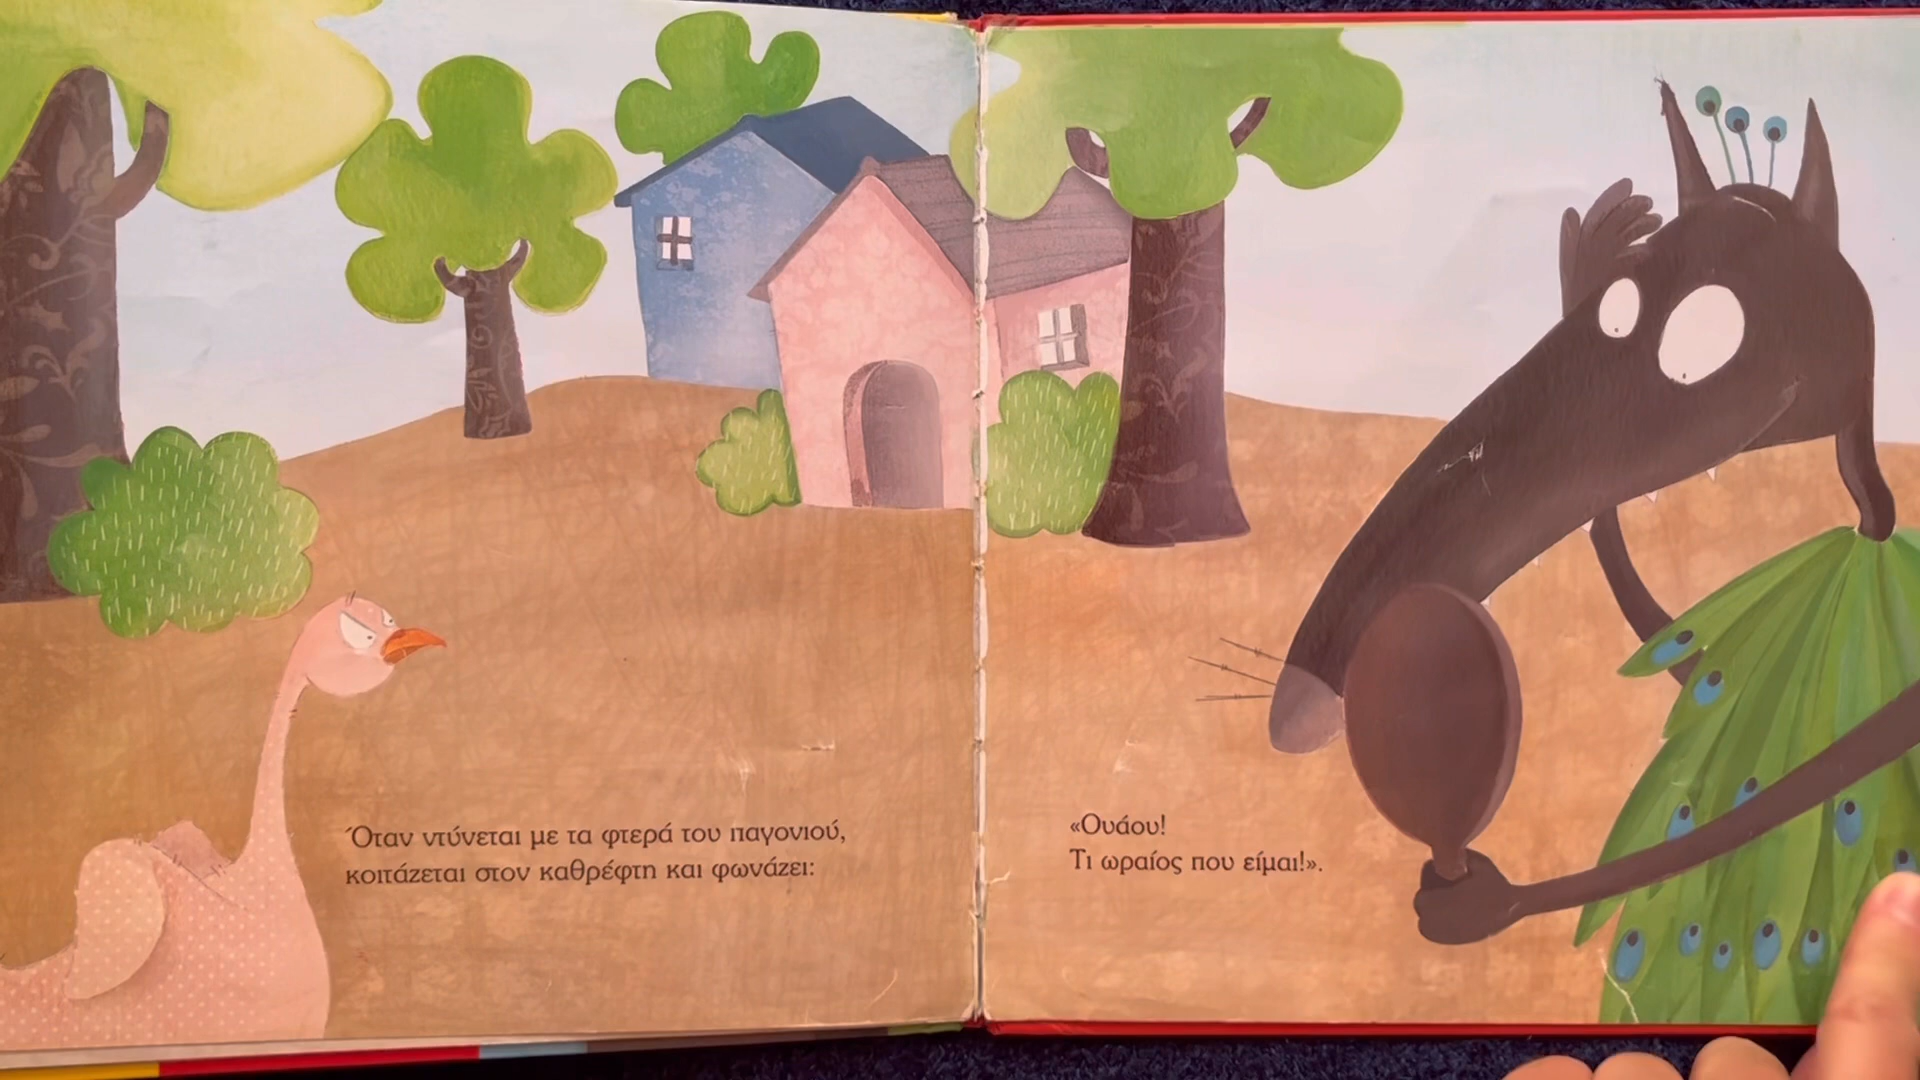 Όταν ντύνεται με τα φτερά του παγονιού,
κοιτάζεται στον καθρέφτη και φωνάζει:
«Ουάου!
Τι ωραίος που είμαι!».